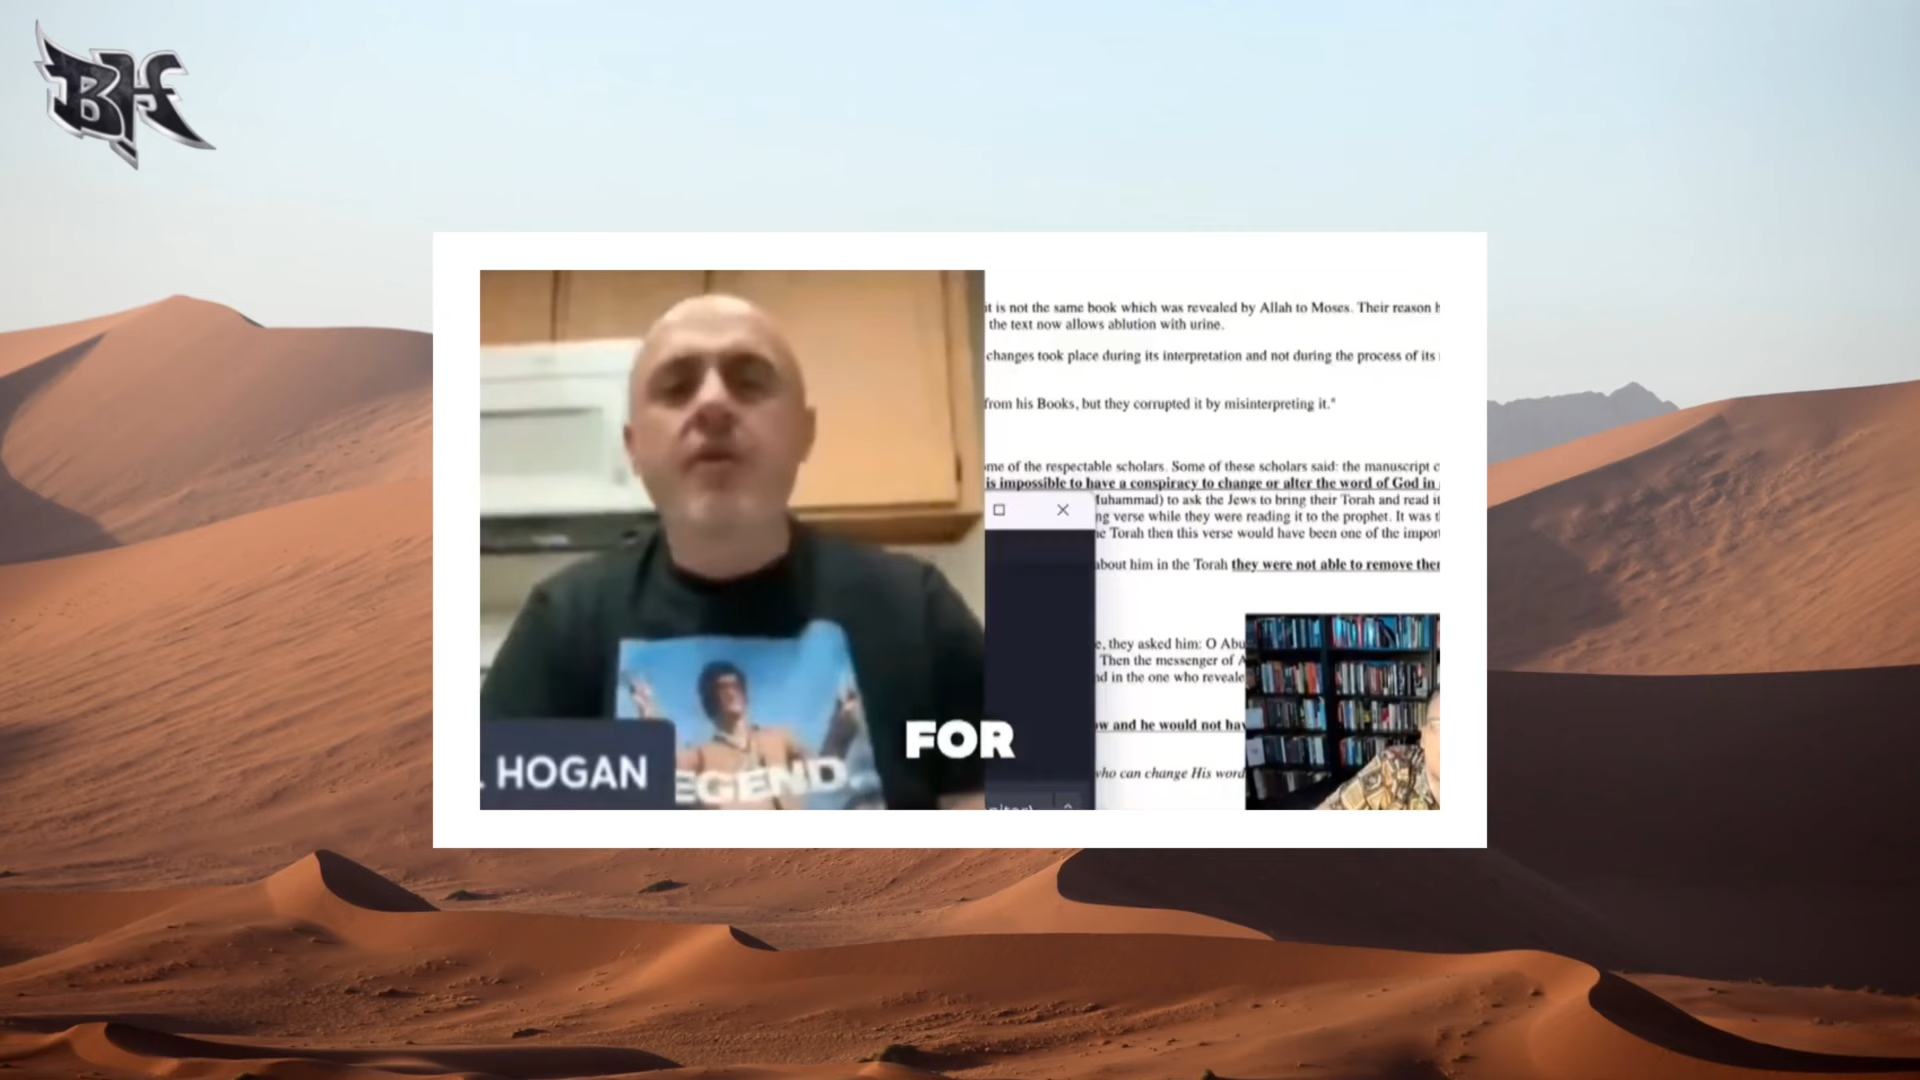 BH
it is not the same book which was revealed by Allah to Moses. Their reason h
the text now allows ablution with urine.
changes took place during its interpretation and not during the process of its
from his Books, but they corrupted it by misinterpreting it."
me of the respectable scholars. Some of these scholars said: the manuscript c
is impossible to have a conspiracy to change or alter the word of God in
Muhammad) to ask the Jews to bring their Torah and read it
ng verse while they were reading it to the prophet. It was t
e Torah then this verse would have been one of the import
about him in the Torah they were not able to remove ther
e, they asked him: O Abu
Then the messenger of A
nd in the one who reveale
w and he would not hav
who can change His word
FOR
. HOGAN
EGEND.